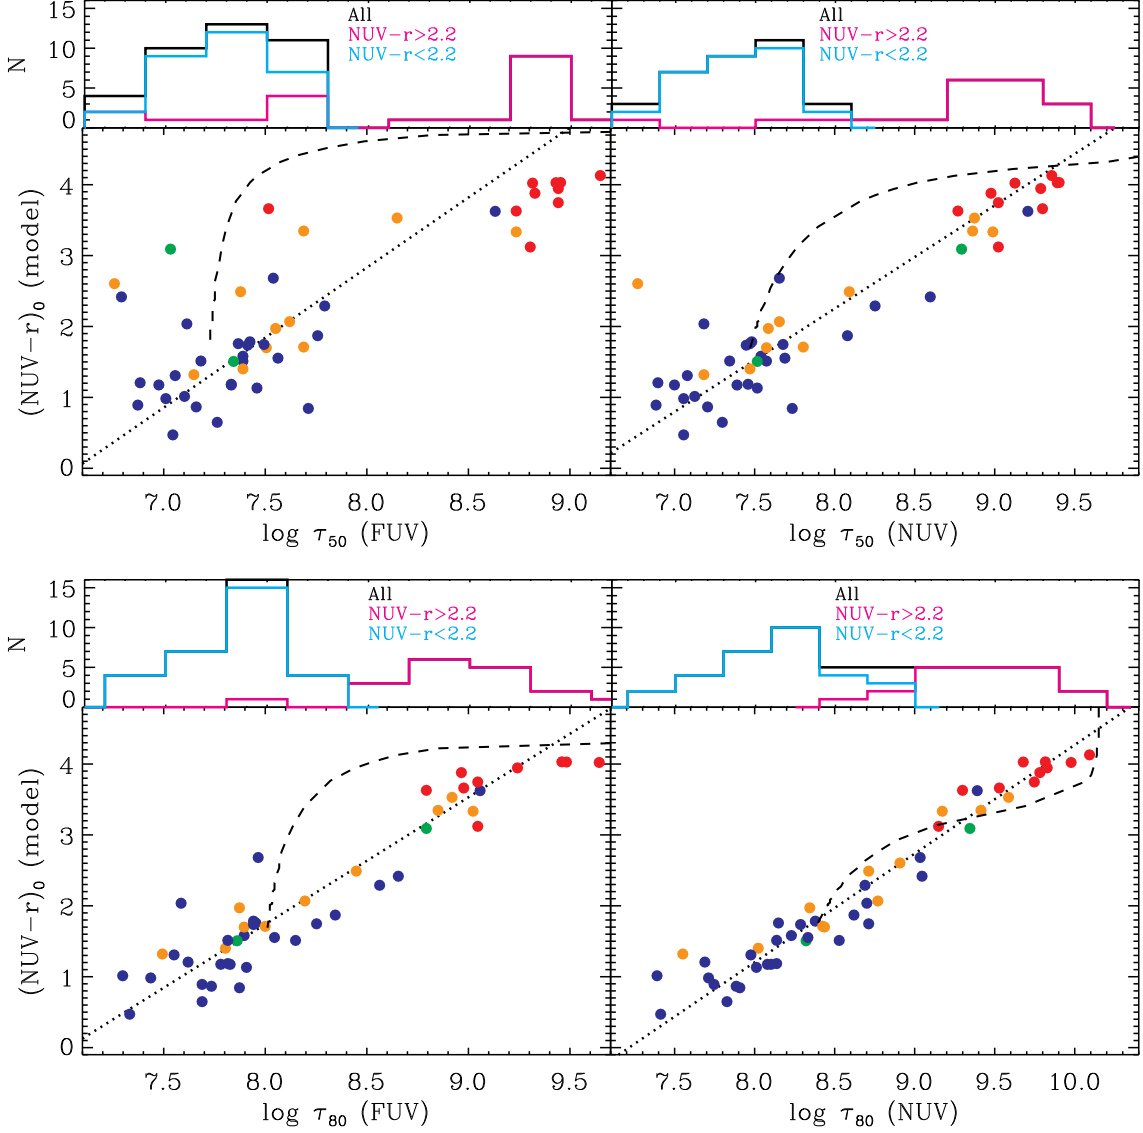 15
10
5
0
N
All
NUV−r>2.2
NUV−r<2.2
All
NUV−r>2.2
NUV−r<2.2
4
3
2
1
0
(NUV−r)₀ (model)
7.0 7.5 8.0 8.5 9.0
7.0 7.5 8.0 8.5 9.0 9.5
log τ₅₀ (FUV)
log τ₅₀ (NUV)
15
10
5
0
N
All
NUV−r>2.2
NUV−r<2.2
All
NUV−r>2.2
NUV−r<2.2
4
3
2
1
0
(NUV−r)₀ (model)
7.5 8.0 8.5 9.0 9.5
7.5 8.0 8.5 9.0 9.5 10.0
log τ₈₀ (FUV)
log τ₈₀ (NUV)